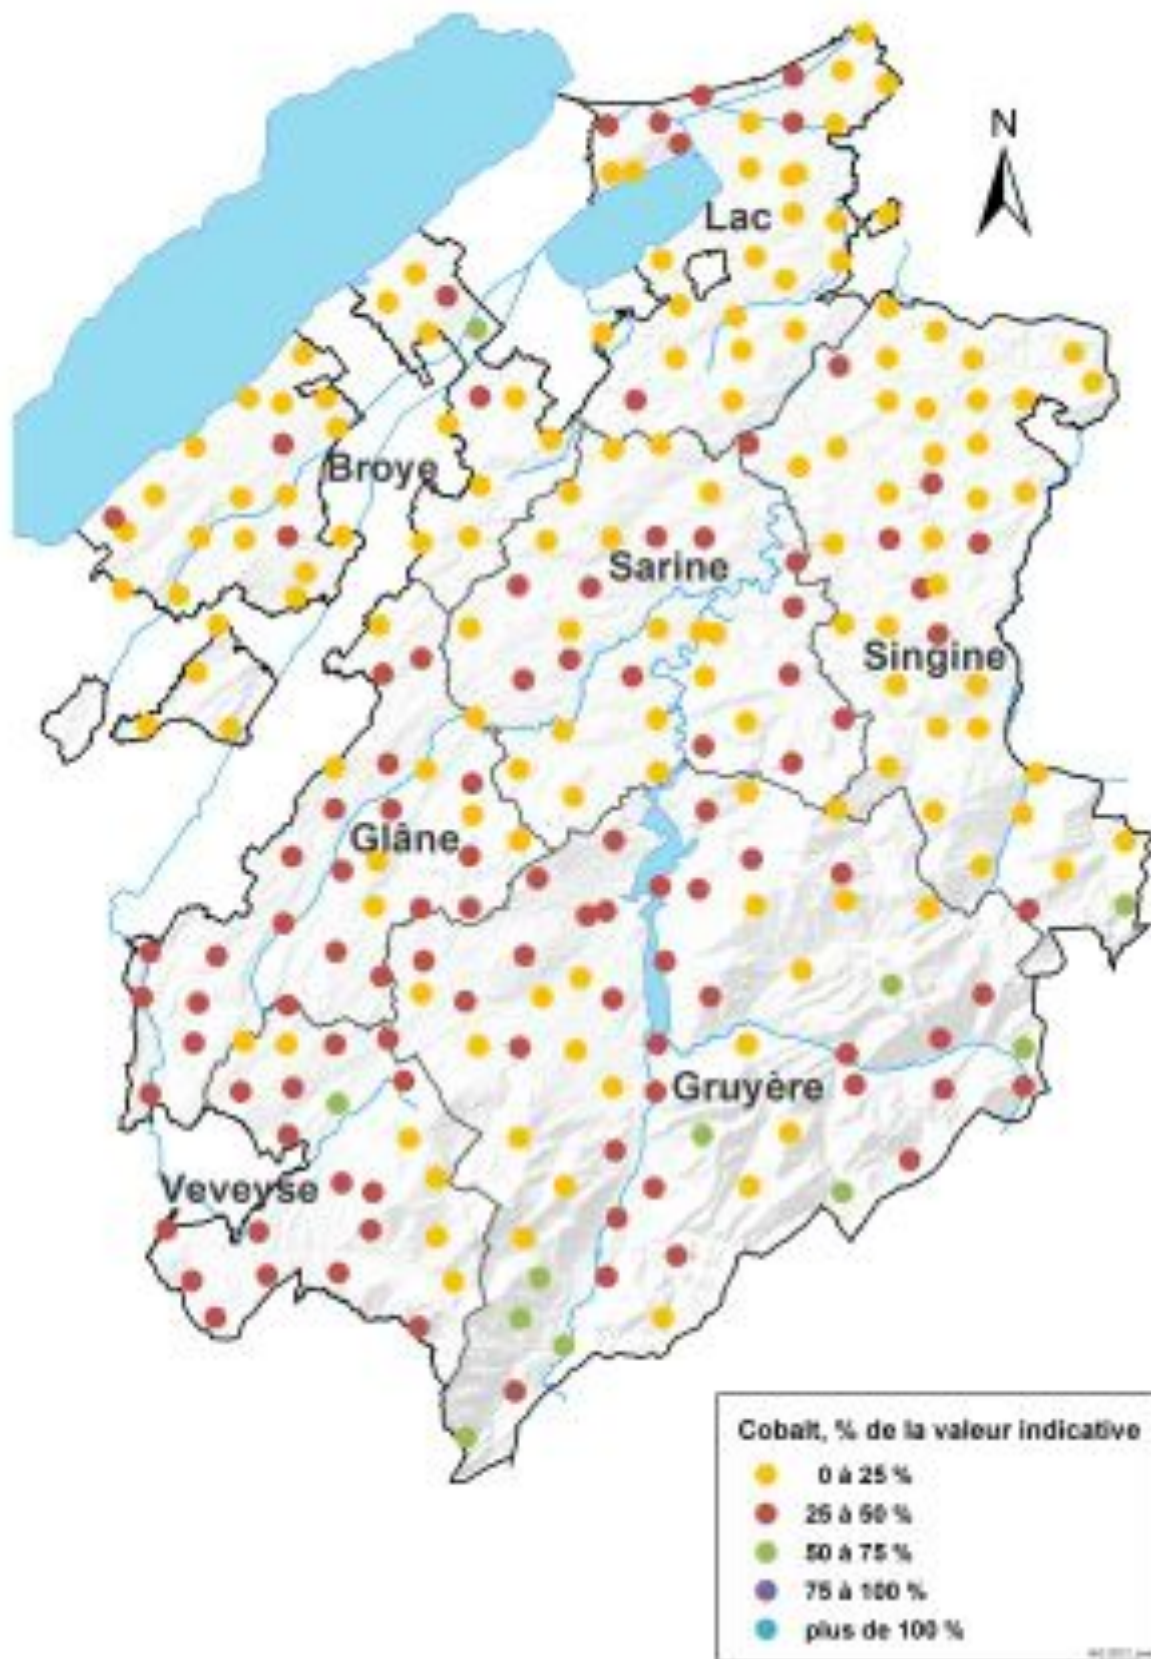 N
Lac
Broye
Sarine
Singine
Glâne
Gruyère
Veveyse
Cobalt, % de la valeur indicative
0 à 25 %
25 à 50 %
50 à 75 %
75 à 100 %
plus de 100 %